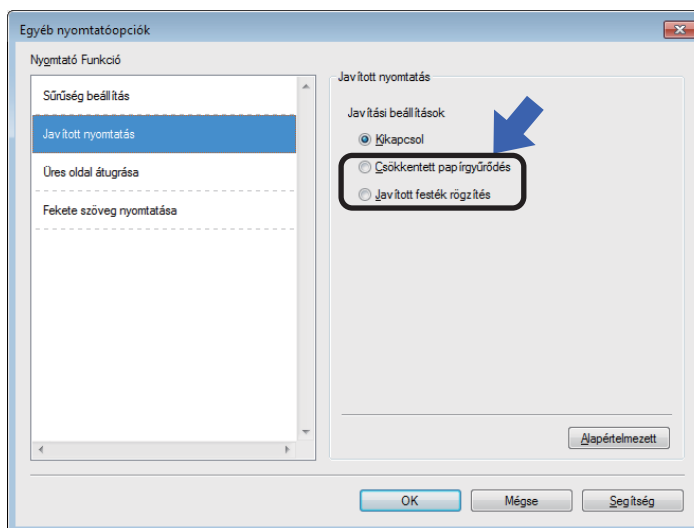 Egyéb nyomtatóopciók
Nyomtató Funkció
Sűrűség beállítás
Javított nyomtatás
Üres oldal átugrása
Fekete szöveg nyomtatása
Javított nyomtatás
Javítási beállítások
Kikapcsol
Csökkentett papírgyűrődés
Javított festék rögzítés
Alapértelmezett
OK
Mégse
Segítség